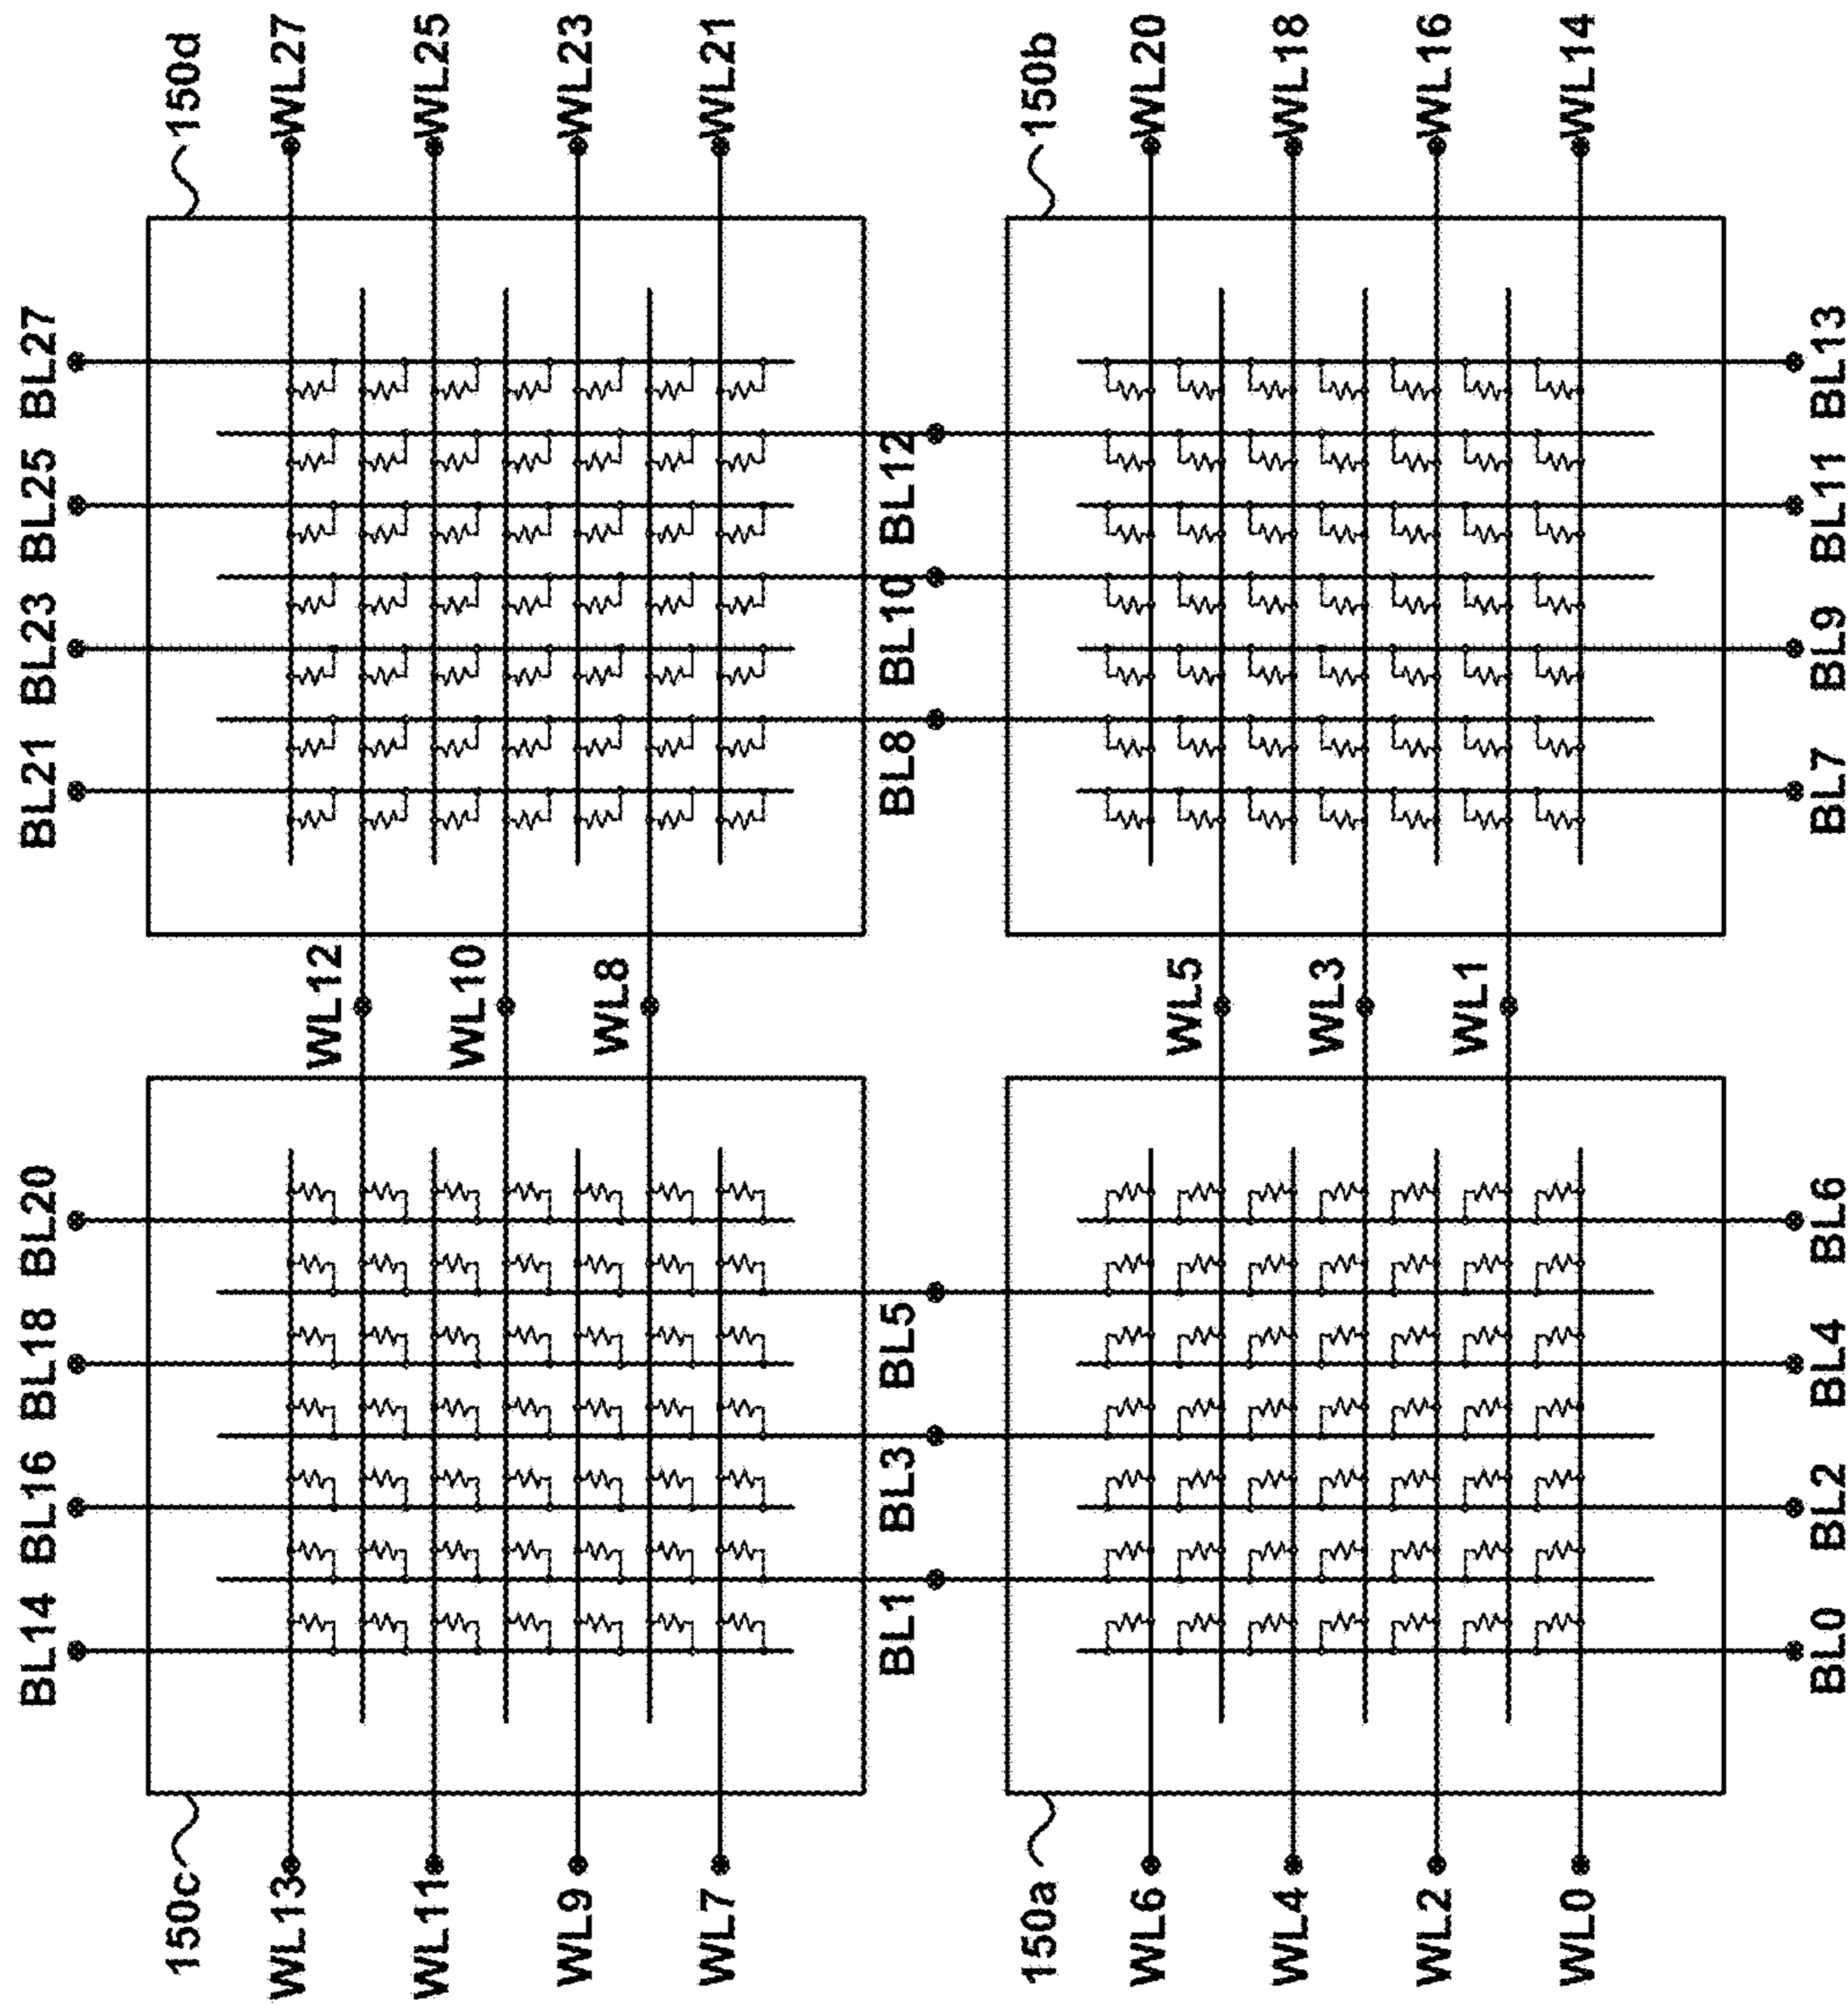 BL21 BL23 BL25 BL27
150d
WL27
WL25
WL23
WL21
BL8 BL10 BL12
150b
WL20
WL18
WL16
WL14
BL7 BL9 BL11 BL13
WL12
WL10
WL8
WL5
WL3
WL1
BL14 BL16 BL18 BL20
150c
WL13
WL11
WL9
WL7
BL1 BL3 BL5
150a
WL6
WL4
WL2
WL0
BL0 BL2 BL4 BL6